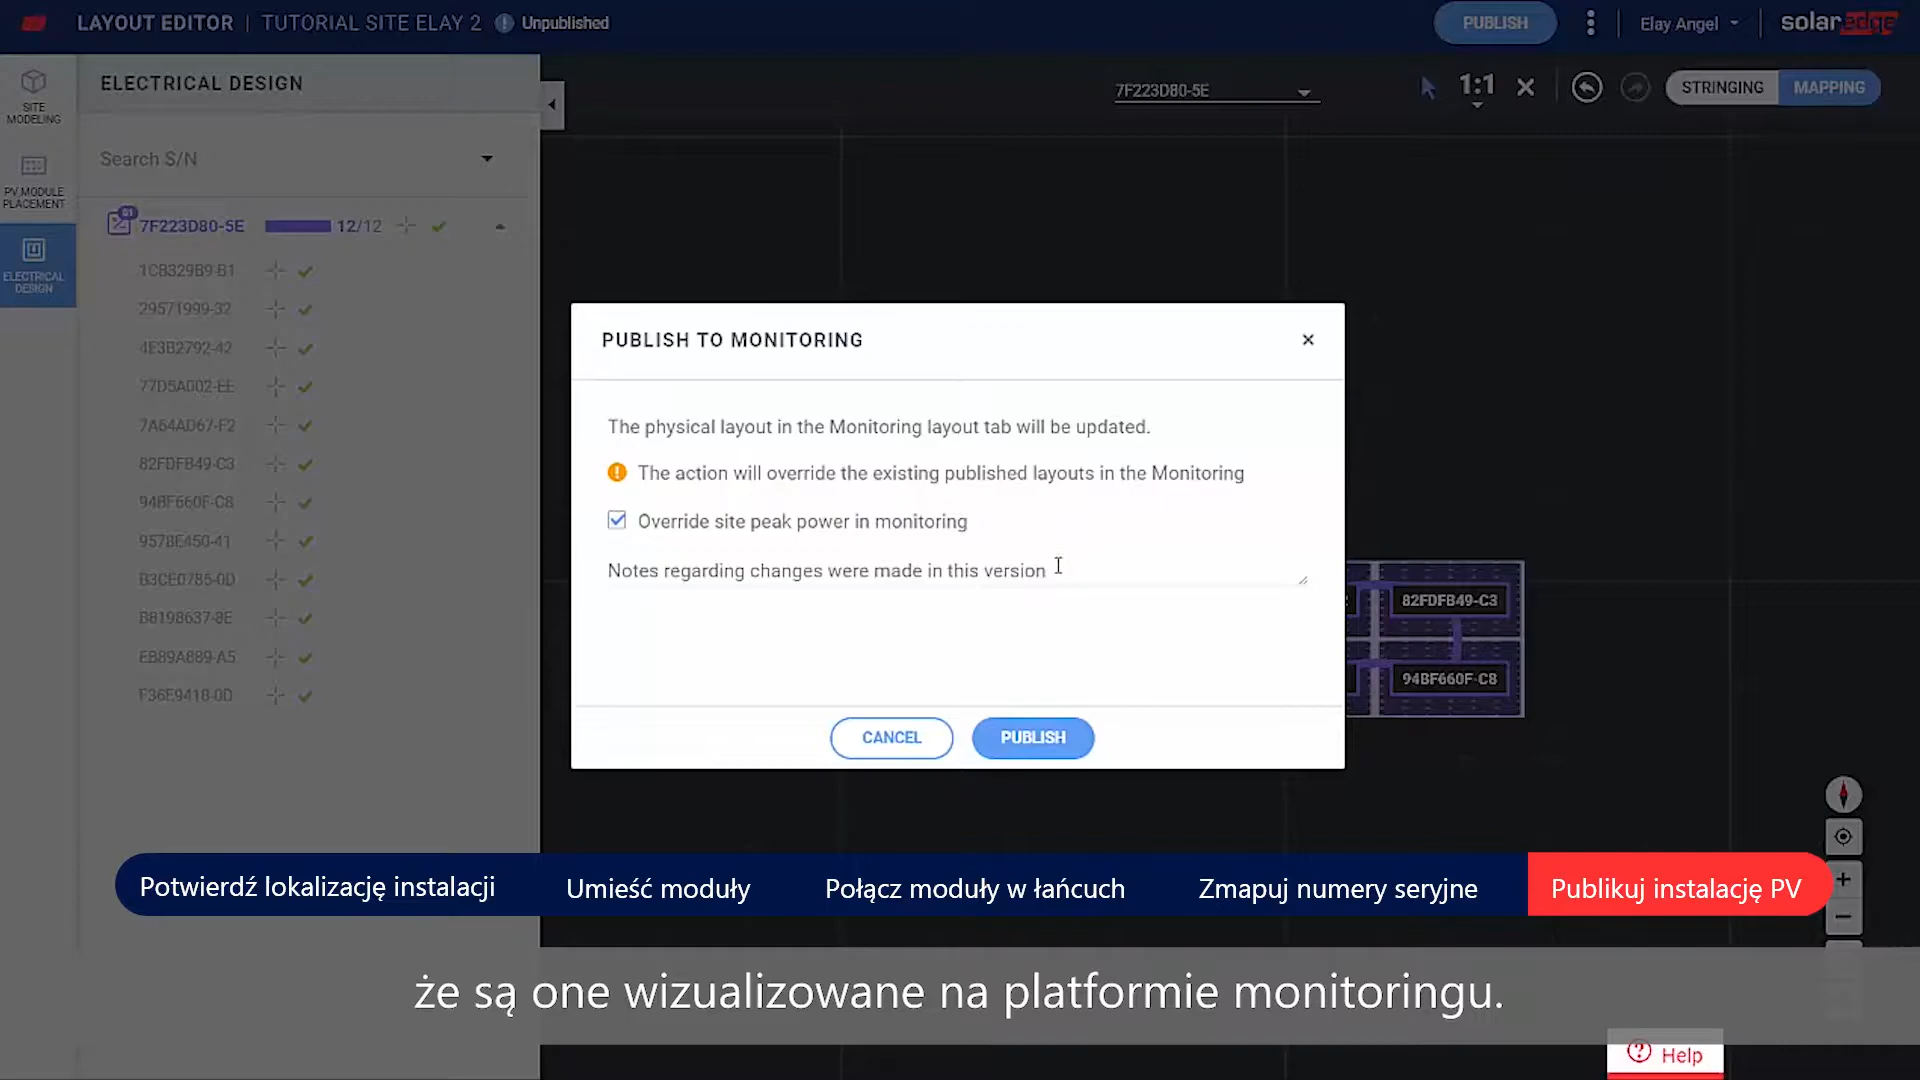 LAYOUT EDITOR | TUTORIAL SITE ELAY 2 Unpublished
PUBLISH
Elay Angel
solaredge
SITE
MODELING
PV MODULE
PLACEMENT
ELECTRICAL
DESIGN
ELECTRICAL DESIGN
Search S/N
7F223D80-5E 12/12
1CB329B9-B1
29571999-32
4E3B2792-42
77D5A002-EE
7A64AD67-F2
82FDFB49-C3
94BF660F-C8
957BE450-41
B3CE0785-0D
B8198637-8E
EB89A889-A5
F36E9418-0D
7F223D80-5E
1:1
STRINGING
MAPPING
PUBLISH TO MONITORING
The physical layout in the Monitoring layout tab will be updated.
The action will override the existing published layouts in the Monitoring
Override site peak power in monitoring
Notes regarding changes were made in this version
CANCEL
PUBLISH
82FDFB49-C3
94BF660F-C8
Potwierdź lokalizację instalacji
Umieść moduły
Połącz moduły w łańcuch
Zmapuj numery seryjne
Publikuj instalację PV
że są one wizualizowane na platformie monitoringu.
Help